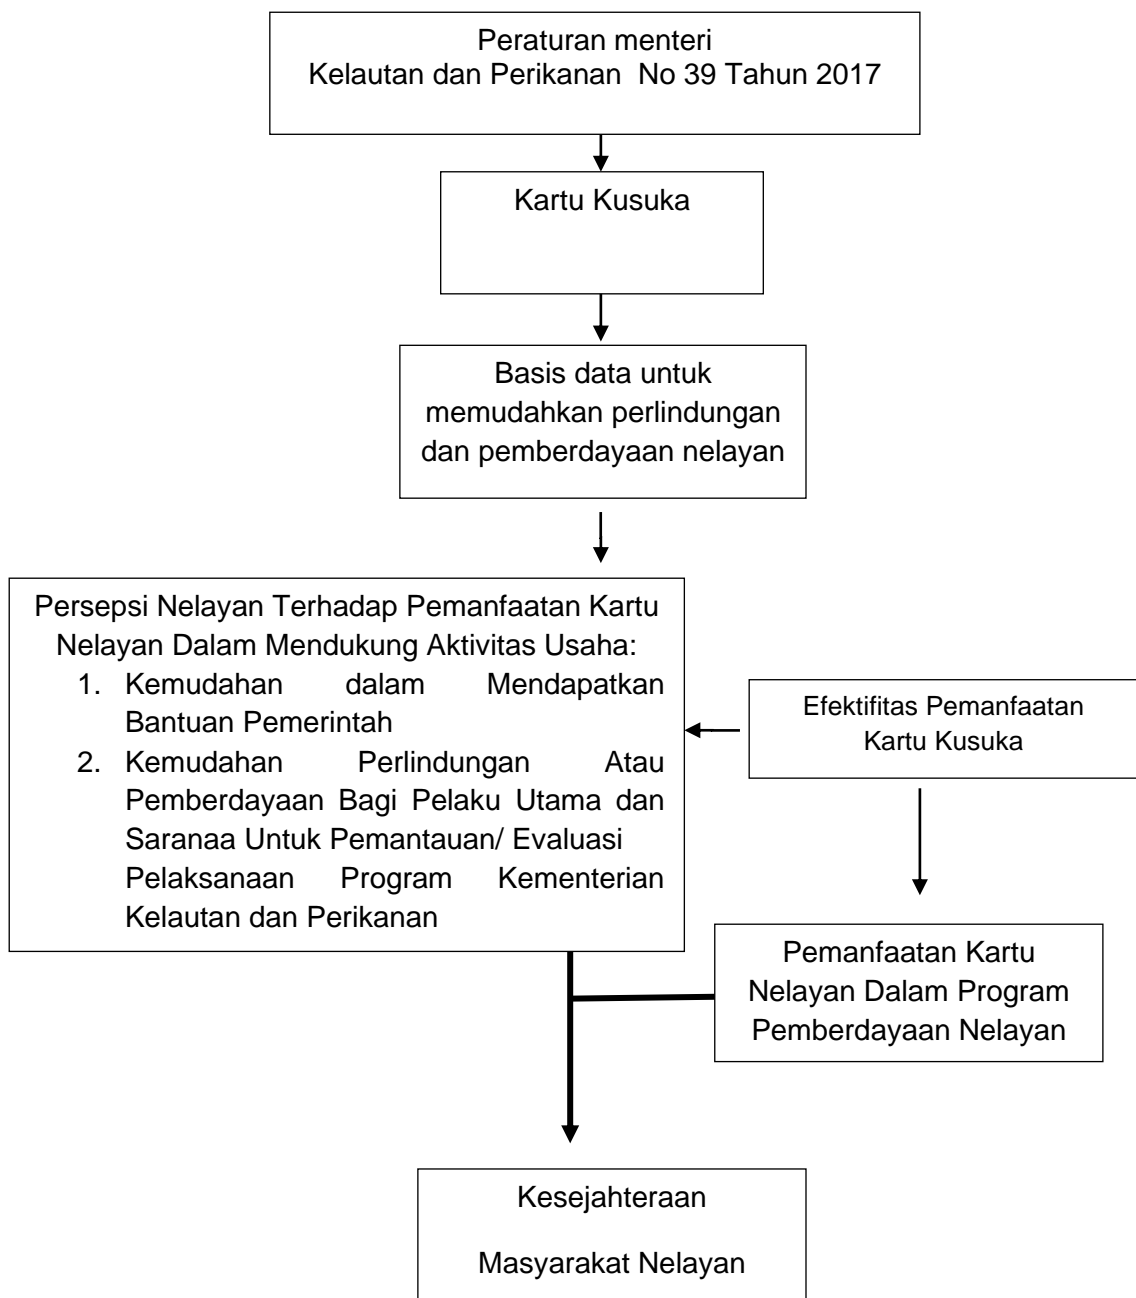 Peraturan menteri
Kelautan dan Perikanan No 39 Tahun 2017
Kartu Kusuka
Basis data untuk
memudahkan perlindungan
dan pemberdayaan nelayan
Persepsi Nelayan Terhadap Pemanfaatan Kartu
Nelayan Dalam Mendukung Aktivitas Usaha:
1. Kemudahan dalam Mendapatkan
Bantuan Pemerintah
2. Kemudahan Perlindungan Atau
Pemberdayaan Bagi Pelaku Utama dan
Saranaa Untuk Pemantauan/ Evaluasi
Pelaksanaan Program Kementerian
Kelautan dan Perikanan
Efektifitas Pemanfaatan
Kartu Kusuka
Pemanfaatan Kartu
Nelayan Dalam Program
Pemberdayaan Nelayan
Kesejahteraan
Masyarakat Nelayan